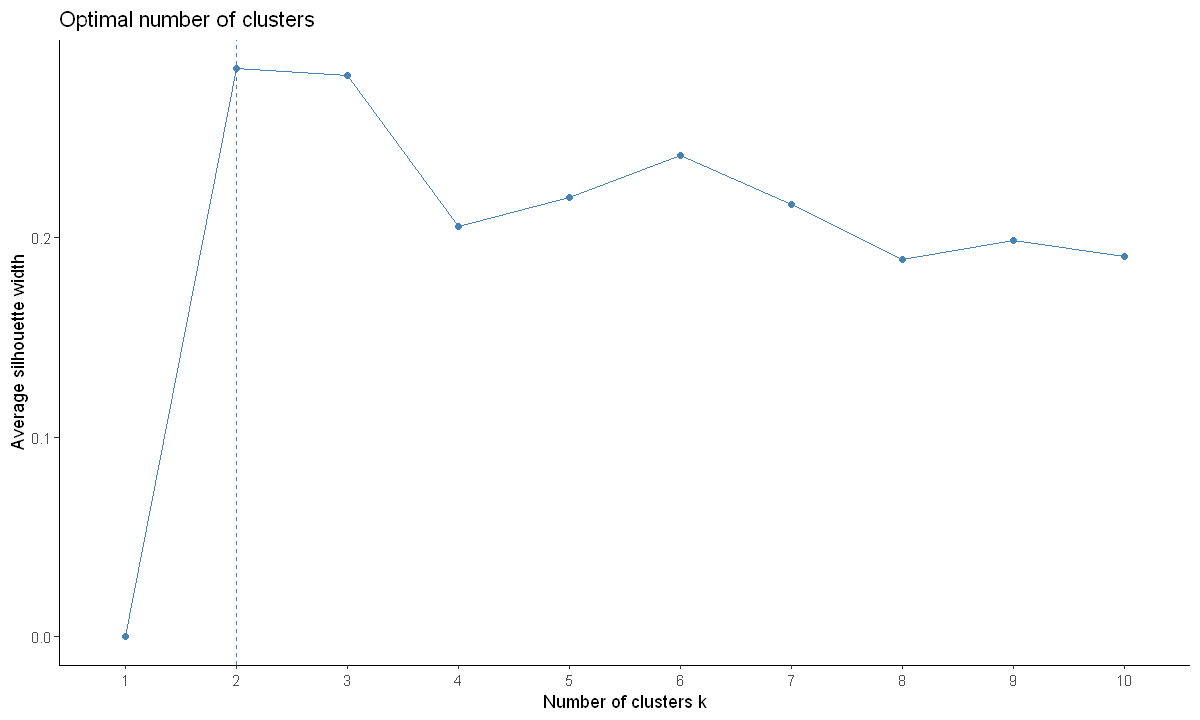 Optimal number of clusters
Average silhouette width
0.2
0.1
0.0
1 2 3 4 5 6 7 8 9 10
Number of clusters k